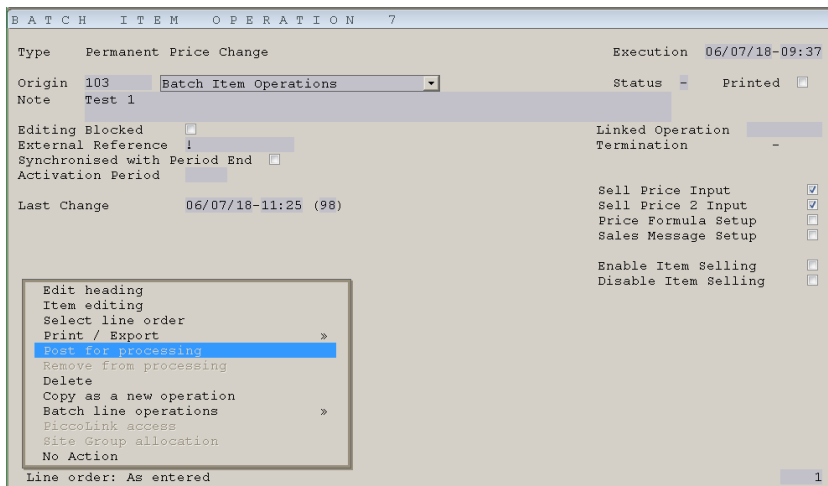 BATCH ITEM OPERATION 7
Type Permanent Price Change Execution 06/07/18-09:37
Origin 103 Batch Item Operations Status - Printed
Note Test 1
Editing Blocked Linked Operation
External Reference ! Termination -
Synchronised with Period End
Activation Period
Sell Price Input
Last Change 06/07/18-11:25 (98) Sell Price 2 Input
Price Formula Setup
Sales Message Setup
Enable Item Selling
Disable Item Selling
Edit heading
Item editing
Select line order
Print / Export »
Post for processing
Remove from processing
Delete
Copy as a new operation
Batch line operations »
PiccoLink access
Site Group allocation
No Action
Line order: As entered 1